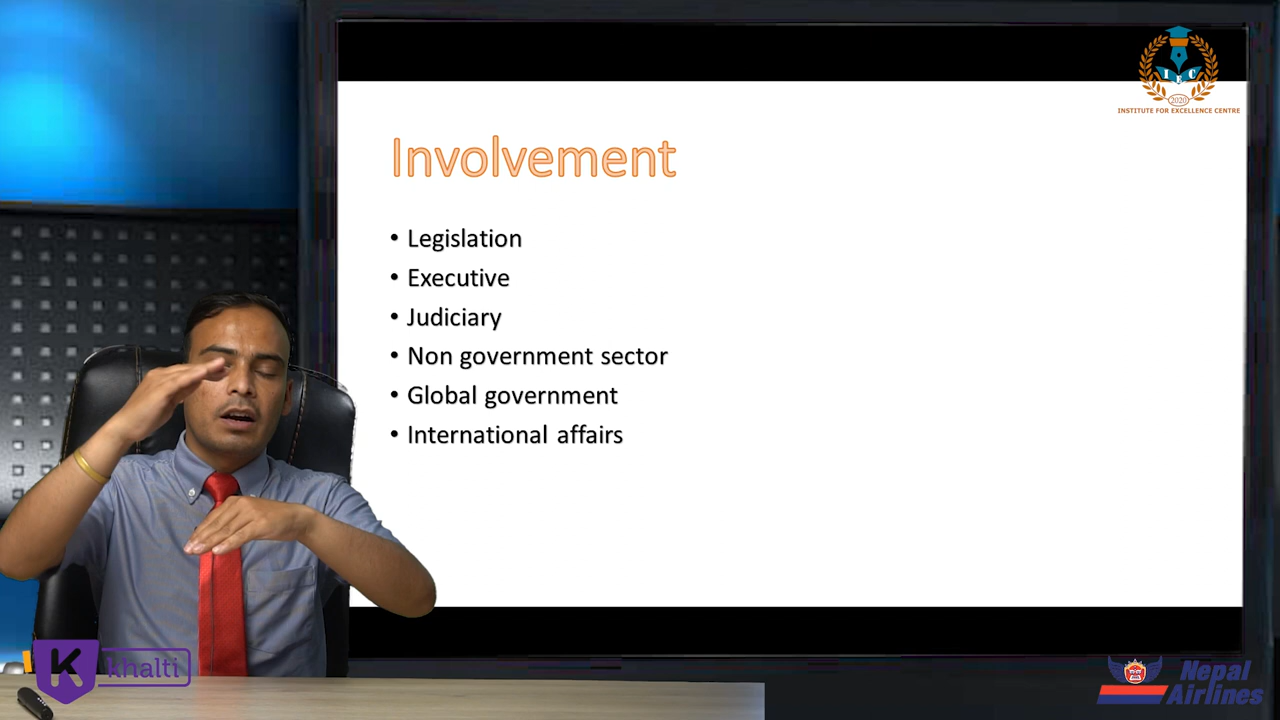 IEC
2020
INSTITUTE FOR EXCELLENCE CENTRE
Involvement
• Legislation
• Executive
• Judiciary
• Non government sector
• Global government
• International affairs
K khalti
Nepal
Airlines